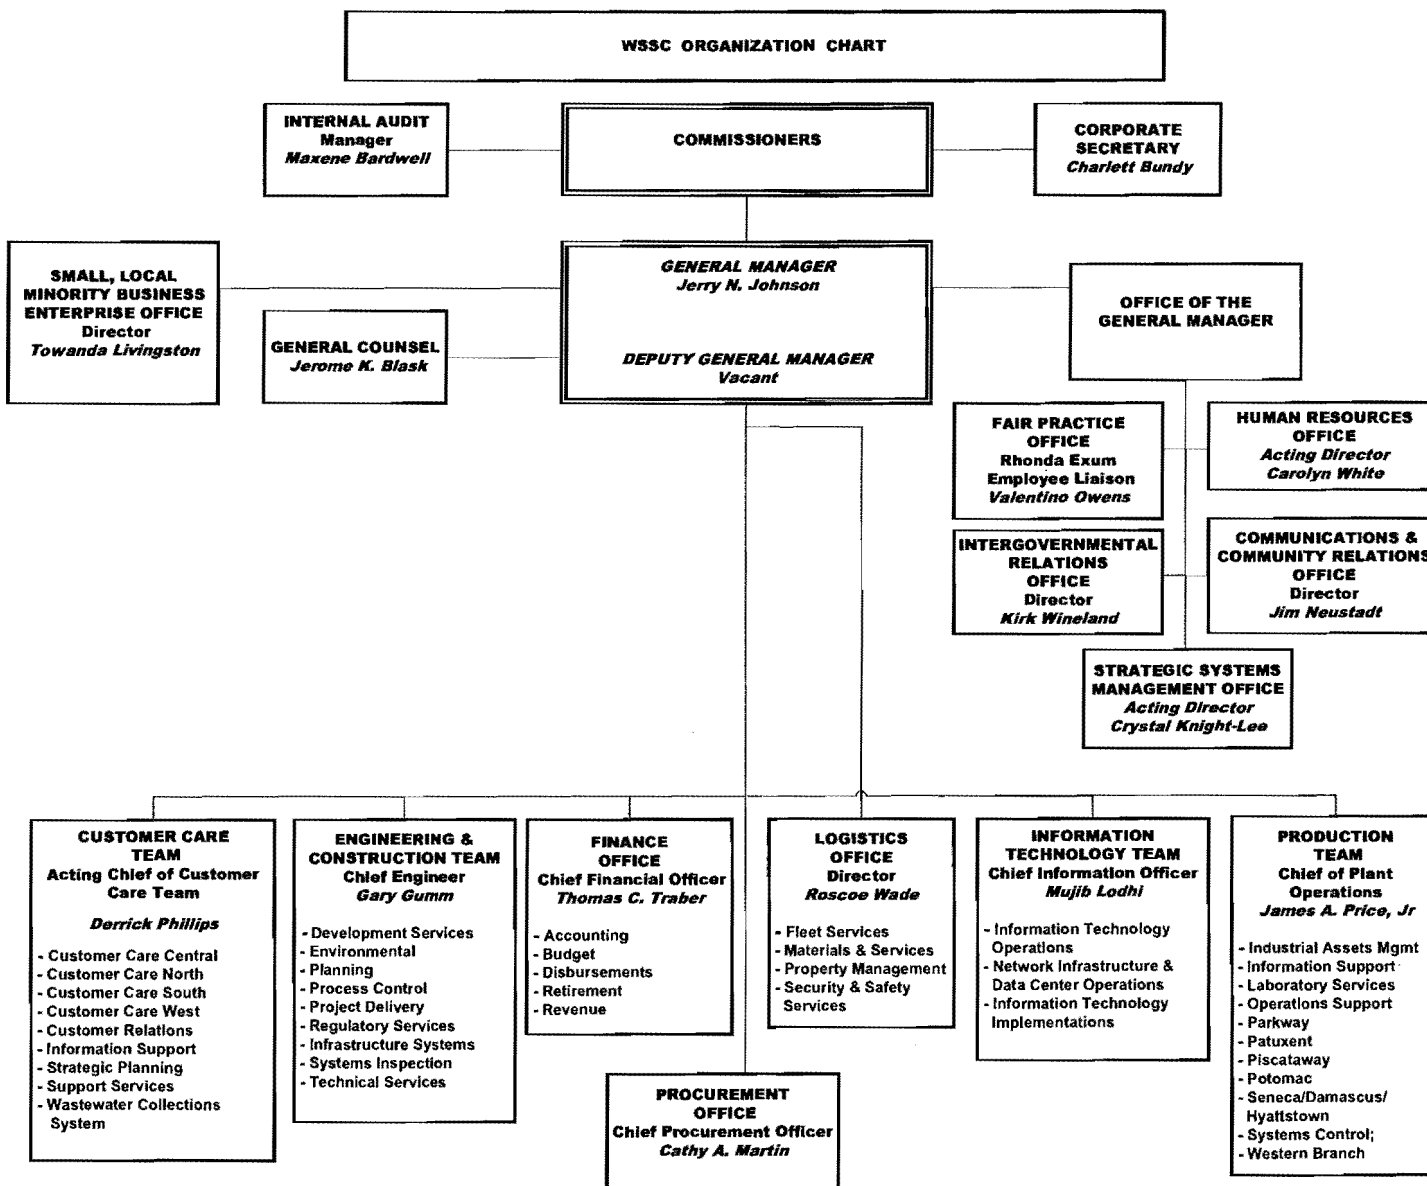 WSSC ORGANIZATION CHART
INTERNAL AUDIT
Manager
Maxene Bardwell
COMMISSIONERS
CORPORATE
SECRETARY
Charlett Bundy
SMALL, LOCAL
MINORITY BUSINESS
ENTERPRISE OFFICE
Director
Towanda Livingston
GENERAL COUNSEL
Jerome K. Blask
GENERAL MANAGER
Jerry N. Johnson
DEPUTY GENERAL MANAGER
Vacant
OFFICE OF THE
GENERAL MANAGER
FAIR PRACTICE
OFFICE
Rhonda Exum
Employee Liaison
Valentino Owens
HUMAN RESOURCES
OFFICE
Acting Director
Carolyn White
INTERGOVERNMENTAL
RELATIONS
OFFICE
Director
Kirk Wineland
COMMUNICATIONS &
COMMUNITY RELATIONS
OFFICE
Director
Jim Neustadt
STRATEGIC SYSTEMS
MANAGEMENT OFFICE
Acting Director
Crystal Knight-Lee
CUSTOMER CARE
TEAM
Acting Chief of Customer
Care Team
Derrick Phillips
- Customer Care Central
- Customer Care North
- Customer Care South
- Customer Care West
- Customer Relations
- Information Support
- Strategic Planning
- Support Services
- Wastewater Collections
System
ENGINEERING &
CONSTRUCTION TEAM
Chief Engineer
Gary Gumm
- Development Services
- Environmental
- Planning
- Process Control
- Project Delivery
- Regulatory Services
- Infrastructure Systems
- Systems Inspection
- Technical Services
FINANCE
OFFICE
Chief Financial Officer
Thomas C. Traber
- Accounting
- Budget
- Disbursements
- Retirement
- Revenue
LOGISTICS
OFFICE
Director
Roscoe Wade
- Fleet Services
- Materials & Services
- Property Management
- Security & Safety
Services
INFORMATION
TECHNOLOGY TEAM
Chief Information Officer
Mujib Lodhi
- Information Technology
Operations
- Network Infrastructure &
Data Center Operations
- Information Technology
Implementations
PRODUCTION
TEAM
Chief of Plant
Operations
James A. Price, Jr
- Industrial Assets Mgmt
- Information Support
- Laboratory Services
- Operations Support
- Parkway
- Patuxent
- Piscataway
- Potomac
- Seneca/Damascus/
Hyattstown
- Systems Control;
- Western Branch
PROCUREMENT
OFFICE
Chief Procurement Officer
Cathy A. Martin